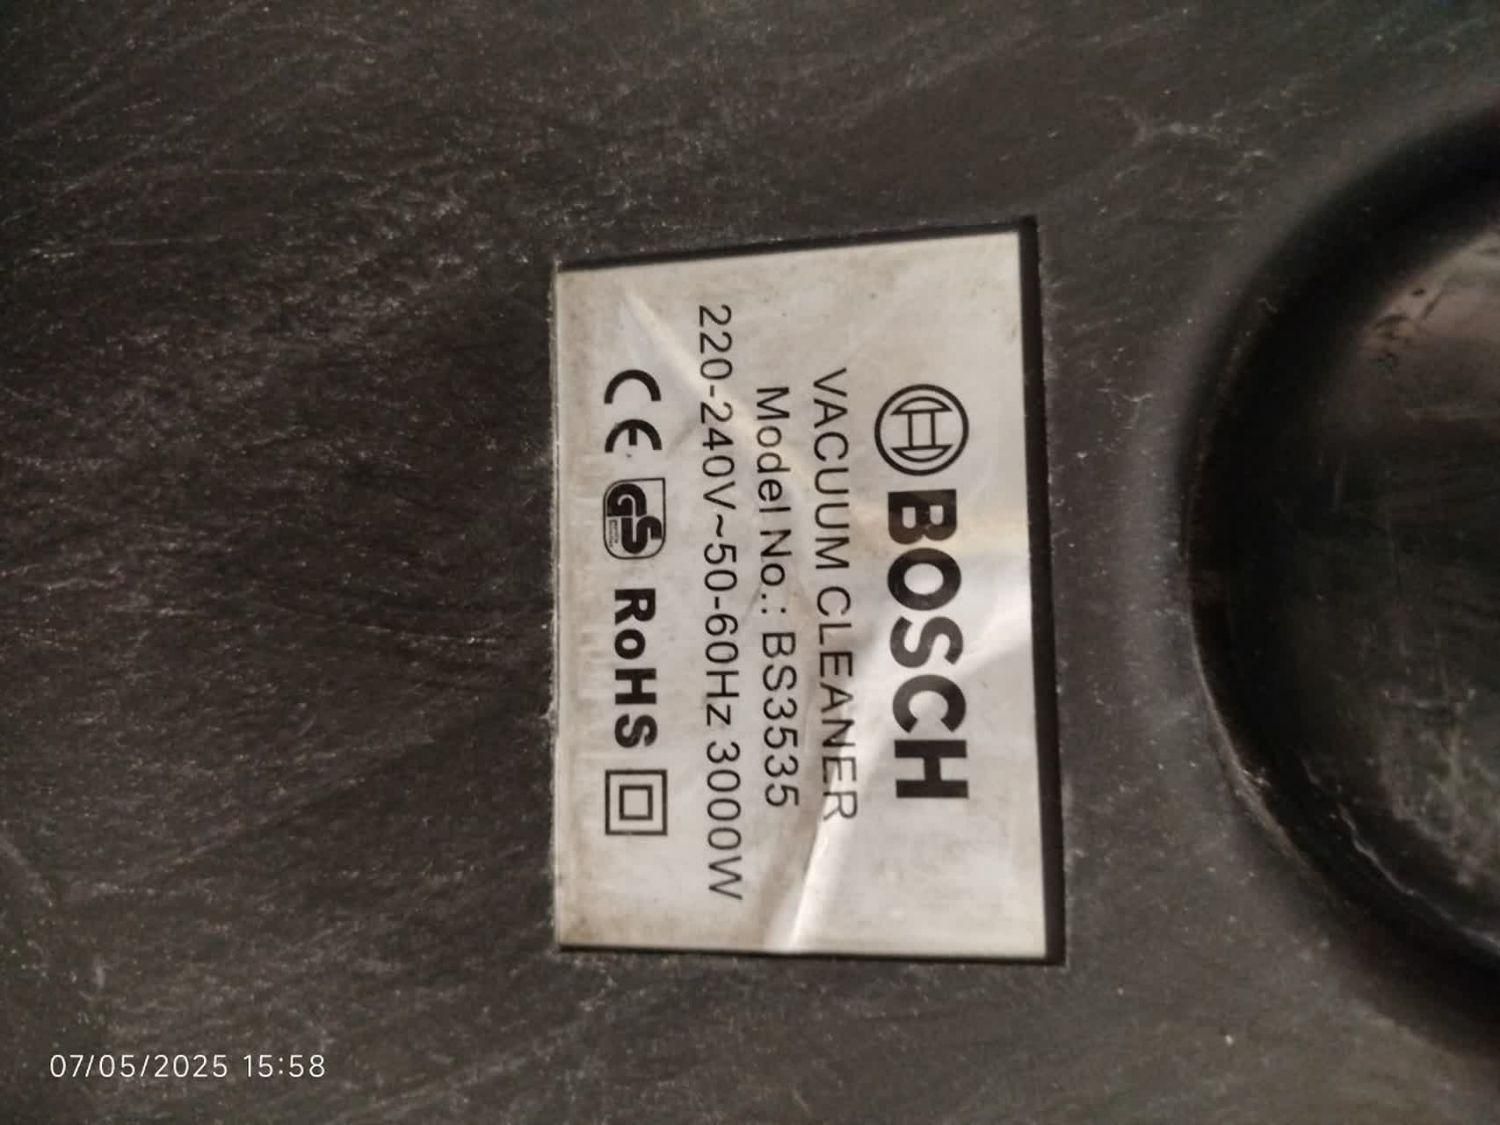 BOSCH
VACUUM CLEANER
Model No.: BS3535
220-240V~50-60Hz 3000W
CE GS RoHS
07/05/2025 15:58